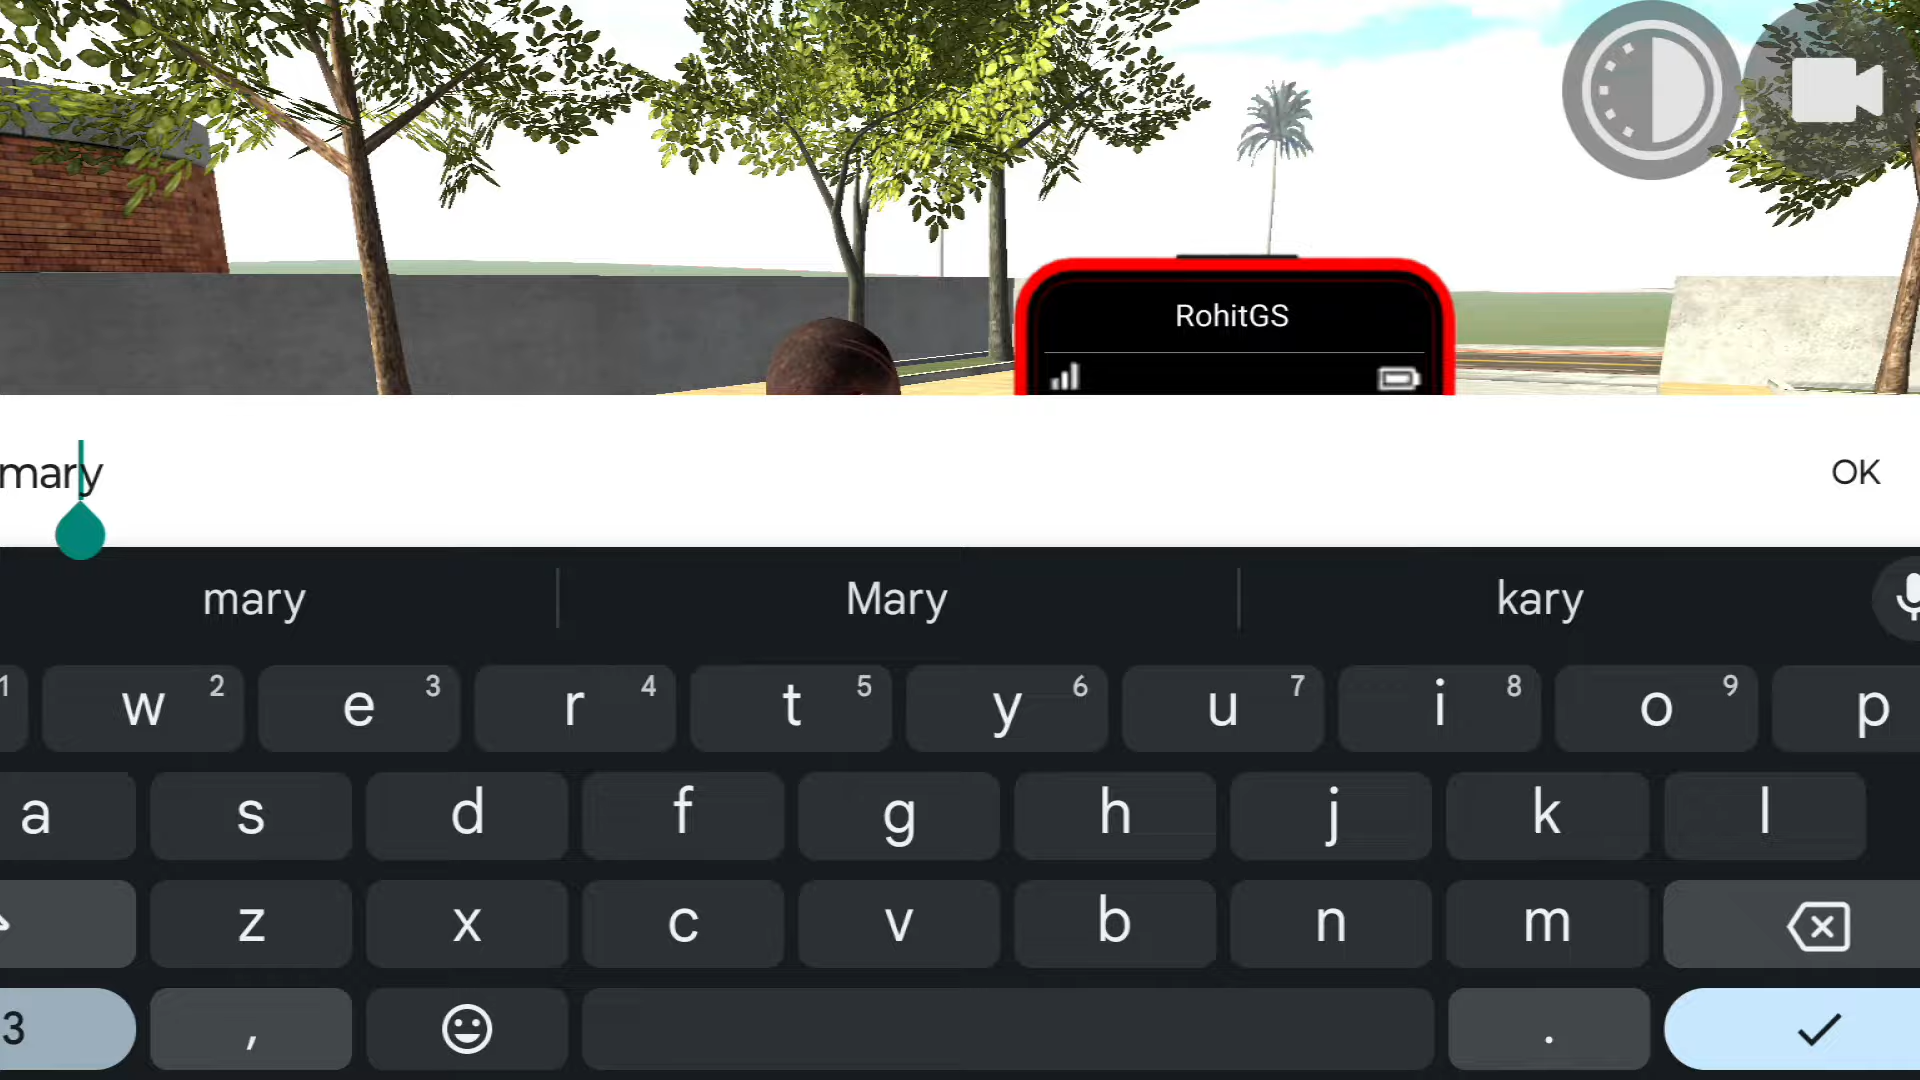 RohitGS
mary
OK
mary Mary kary
1 w 2 e 3 r 4 t 5 y 6 u 7 i 8 o 9 p
a s d f g h j k l
z x c v b n m
3 , .